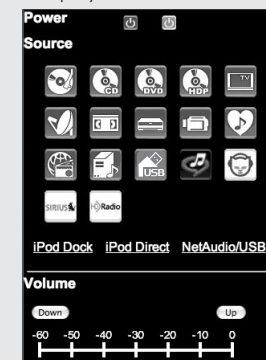 Power
Source
CD DVD HDP TV
USB
SIRIUS HD Radio
iPod Dock iPod Direct NetAudio/USB
Volume
Down Up
-60 -50 -40 -30 -20 -10 0